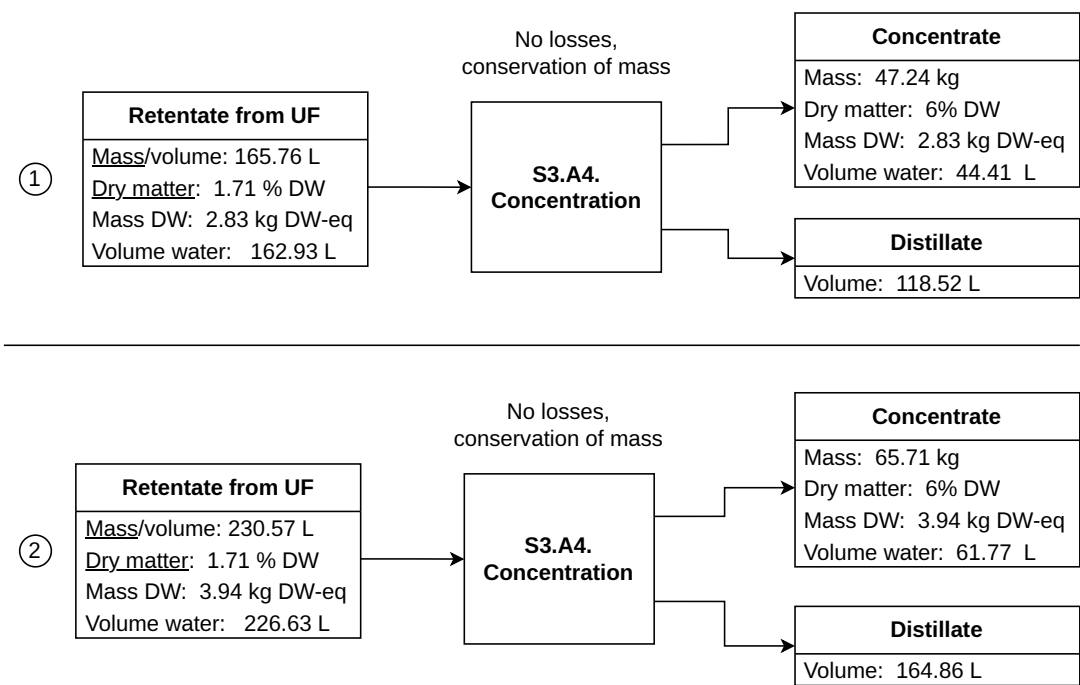 No losses,
conservation of mass
1
Retentate from UF
Mass/volume: 165.76 L
Dry matter: 1.71 % DW
Mass DW: 2.83 kg DW-eq
Volume water: 162.93 L
S3.A4.
Concentration
Concentrate
Mass: 47.24 kg
Dry matter: 6% DW
Mass DW: 2.83 kg DW-eq
Volume water: 44.41 L
Distillate
Volume: 118.52 L
No losses,
conservation of mass
2
Retentate from UF
Mass/volume: 230.57 L
Dry matter: 1.71 % DW
Mass DW: 3.94 kg DW-eq
Volume water: 226.63 L
S3.A4.
Concentration
Concentrate
Mass: 65.71 kg
Dry matter: 6% DW
Mass DW: 3.94 kg DW-eq
Volume water: 61.77 L
Distillate
Volume: 164.86 L